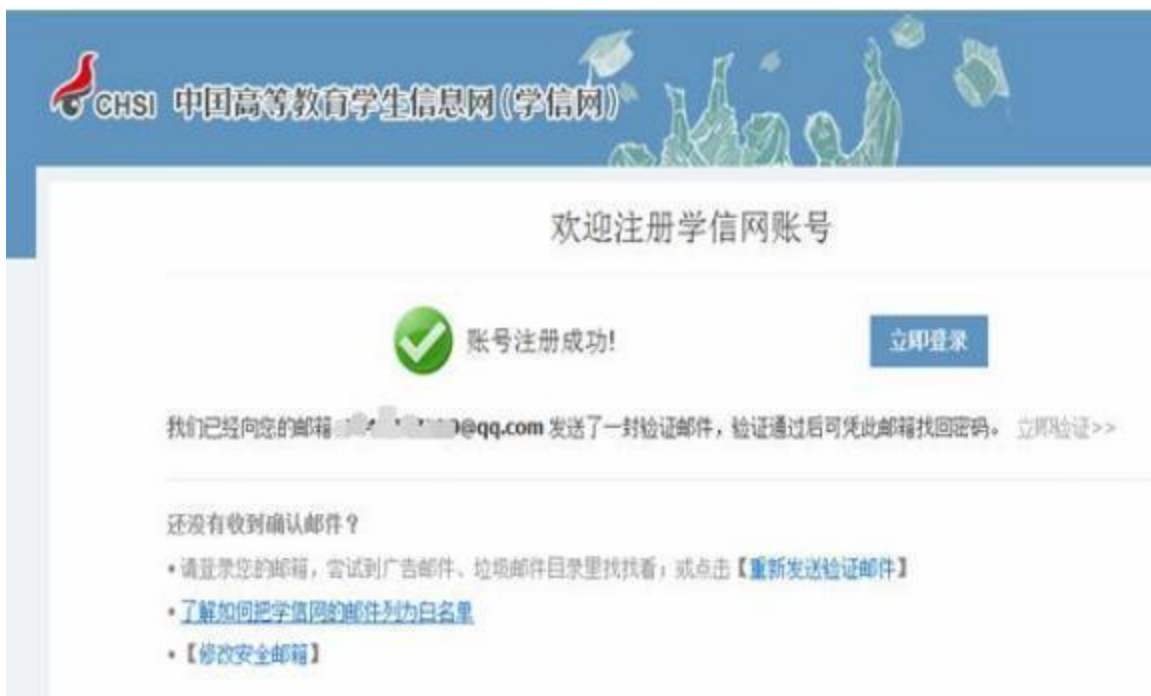 CHSI 中国高等教育学生信息网(学信网)
欢迎注册学信网账号
账号注册成功!
立即登录
我们已经向您的邮箱 @qq.com 发送了一封验证邮件，验证通过后可凭此邮箱找回密码。 立即验证>>
还没有收到确认邮件？
• 请登录您的邮箱，尝试到广告邮件、垃圾邮件目录里找找看；或点击【重新发送验证邮件】
• 了解如何把学信网的邮件列为白名单
• 【修改安全邮箱】